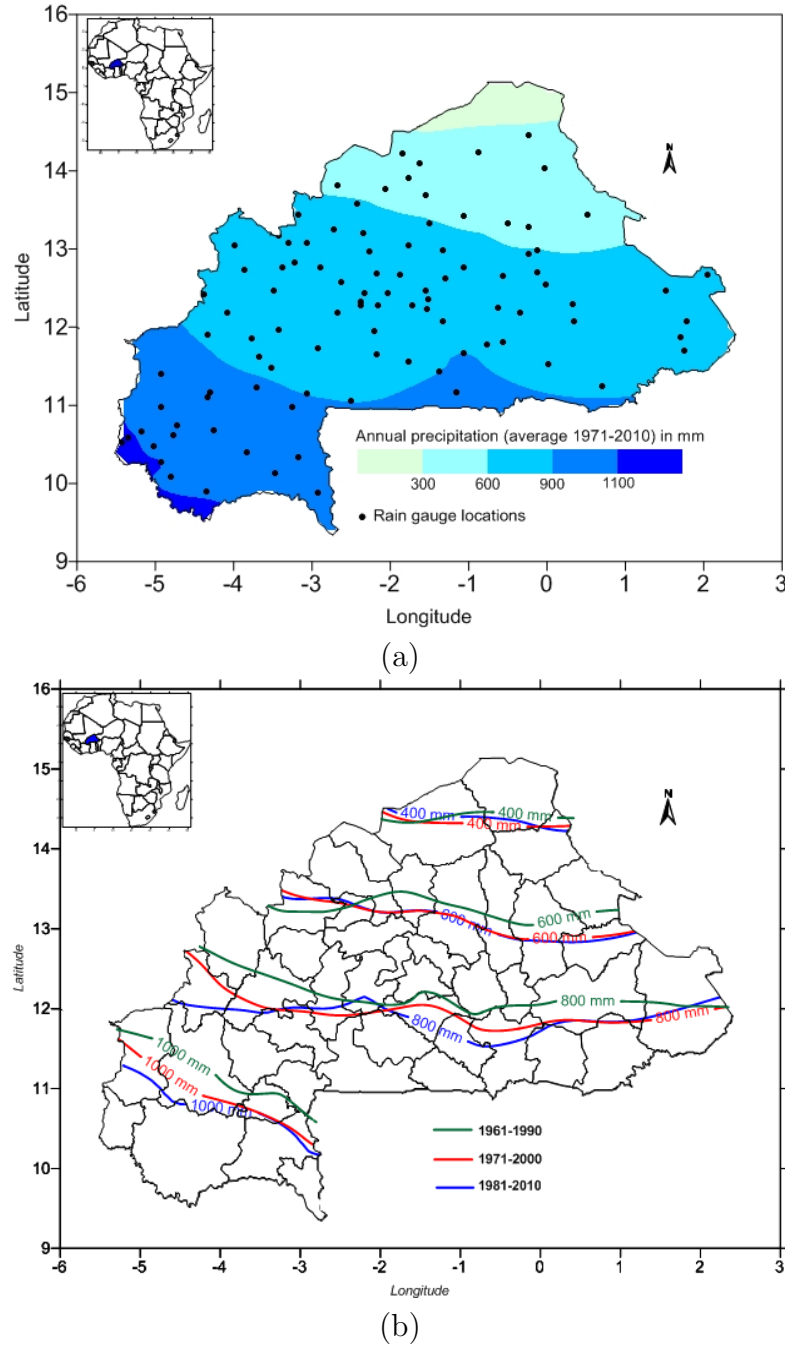 16
15
14
13
12
11
10
9
Latitude
N
Annual precipitation (average 1971-2010) in mm
300 600 900 1100
Rain gauge locations
-6 -5 -4 -3 -2 -1 0 1 2 3
Longitude
(a)
16
15
14
13
12
11
10
9
Latitude
N
400 mm 400 mm
400 mm
600 mm
600 mm 600 mm
800 mm
800 mm 800 mm
1000 mm
1000 mm
1000 mm
1961-1990
1971-2000
1981-2010
-6 -5 -4 -3 -2 -1 0 1 2 3
Longitude
(b)